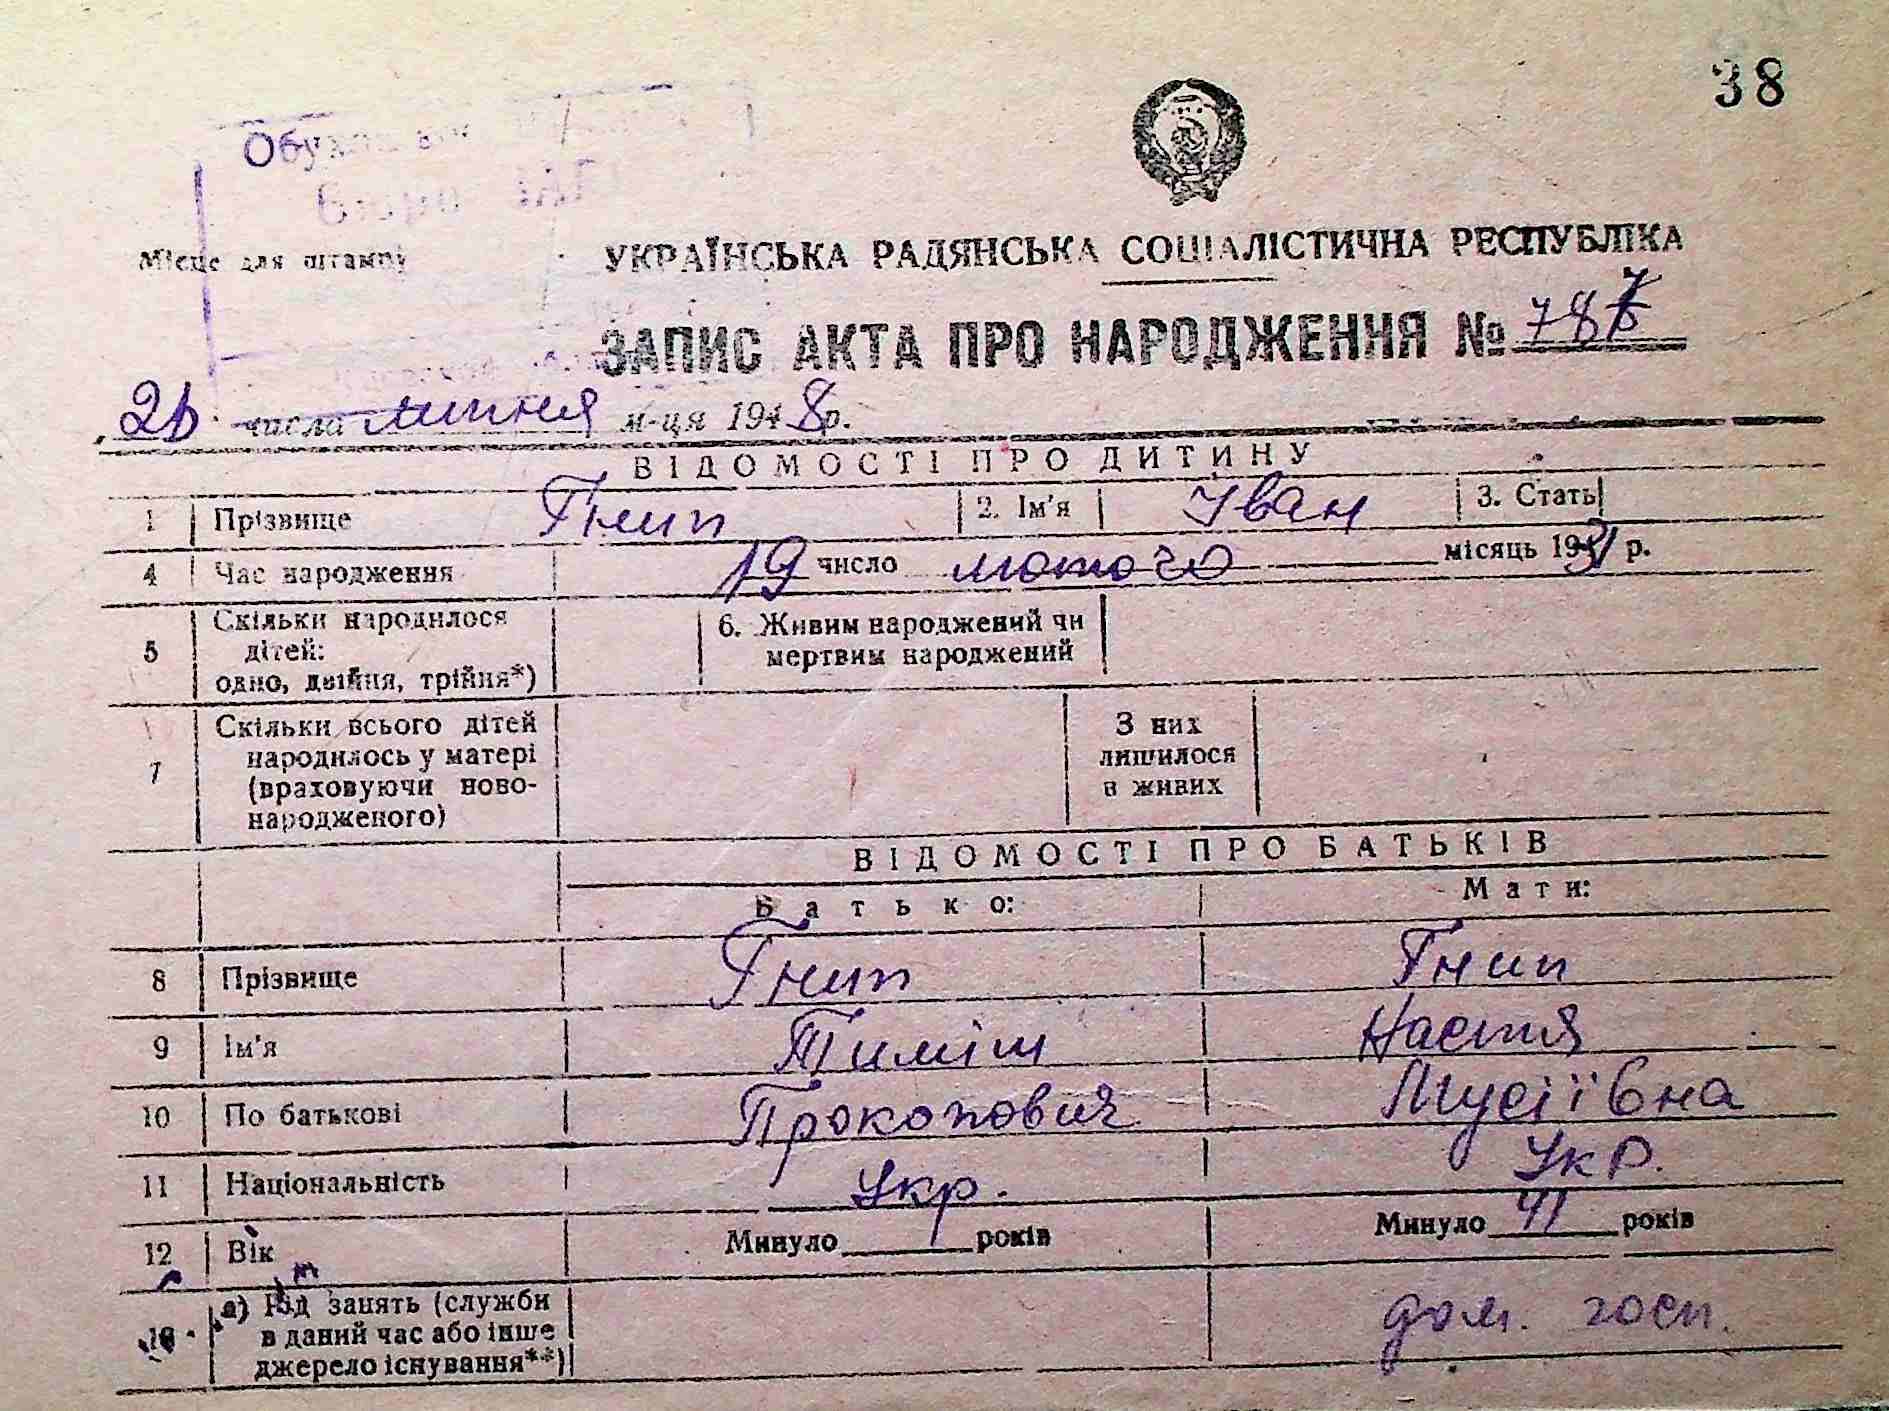 38
Місце для штампу
УКРАЇНСЬКА РАДЯНСЬКА СОЦІАЛІСТИЧНА РЕСПУБЛІКА
ЗАПИС АКТА ПРО НАРОДЖЕННЯ № 787
числа липня м-ця 1948 р.
ВІДОМОСТІ ПРО ДИТИНУ
1 Прізвище Гнип 2. Ім'я Іван 3. Стать
4 Час народження 19 число лютого місяць 1931 р.
5 Скільки народилося дітей: одно, двійня, трійня*) 6. Живим народжений чи мертвим народжений
7 Скільки всього дітей народилось у матері (враховуючи ново-народженого) З них лишилося в живих
ВІДОМОСТІ ПРО БАТЬКІВ
Батько: Мати:
8 Прізвище Гнип Гнип
9 Ім'я Тиміш Настя
10 По батькові Прокопович Мусіївна
11 Національність Укр. Укр.
12 Вік Минуло років Минуло 41 років
а) Рід занять (служби
в даний час або інше
джерело існування**) дом. госп.